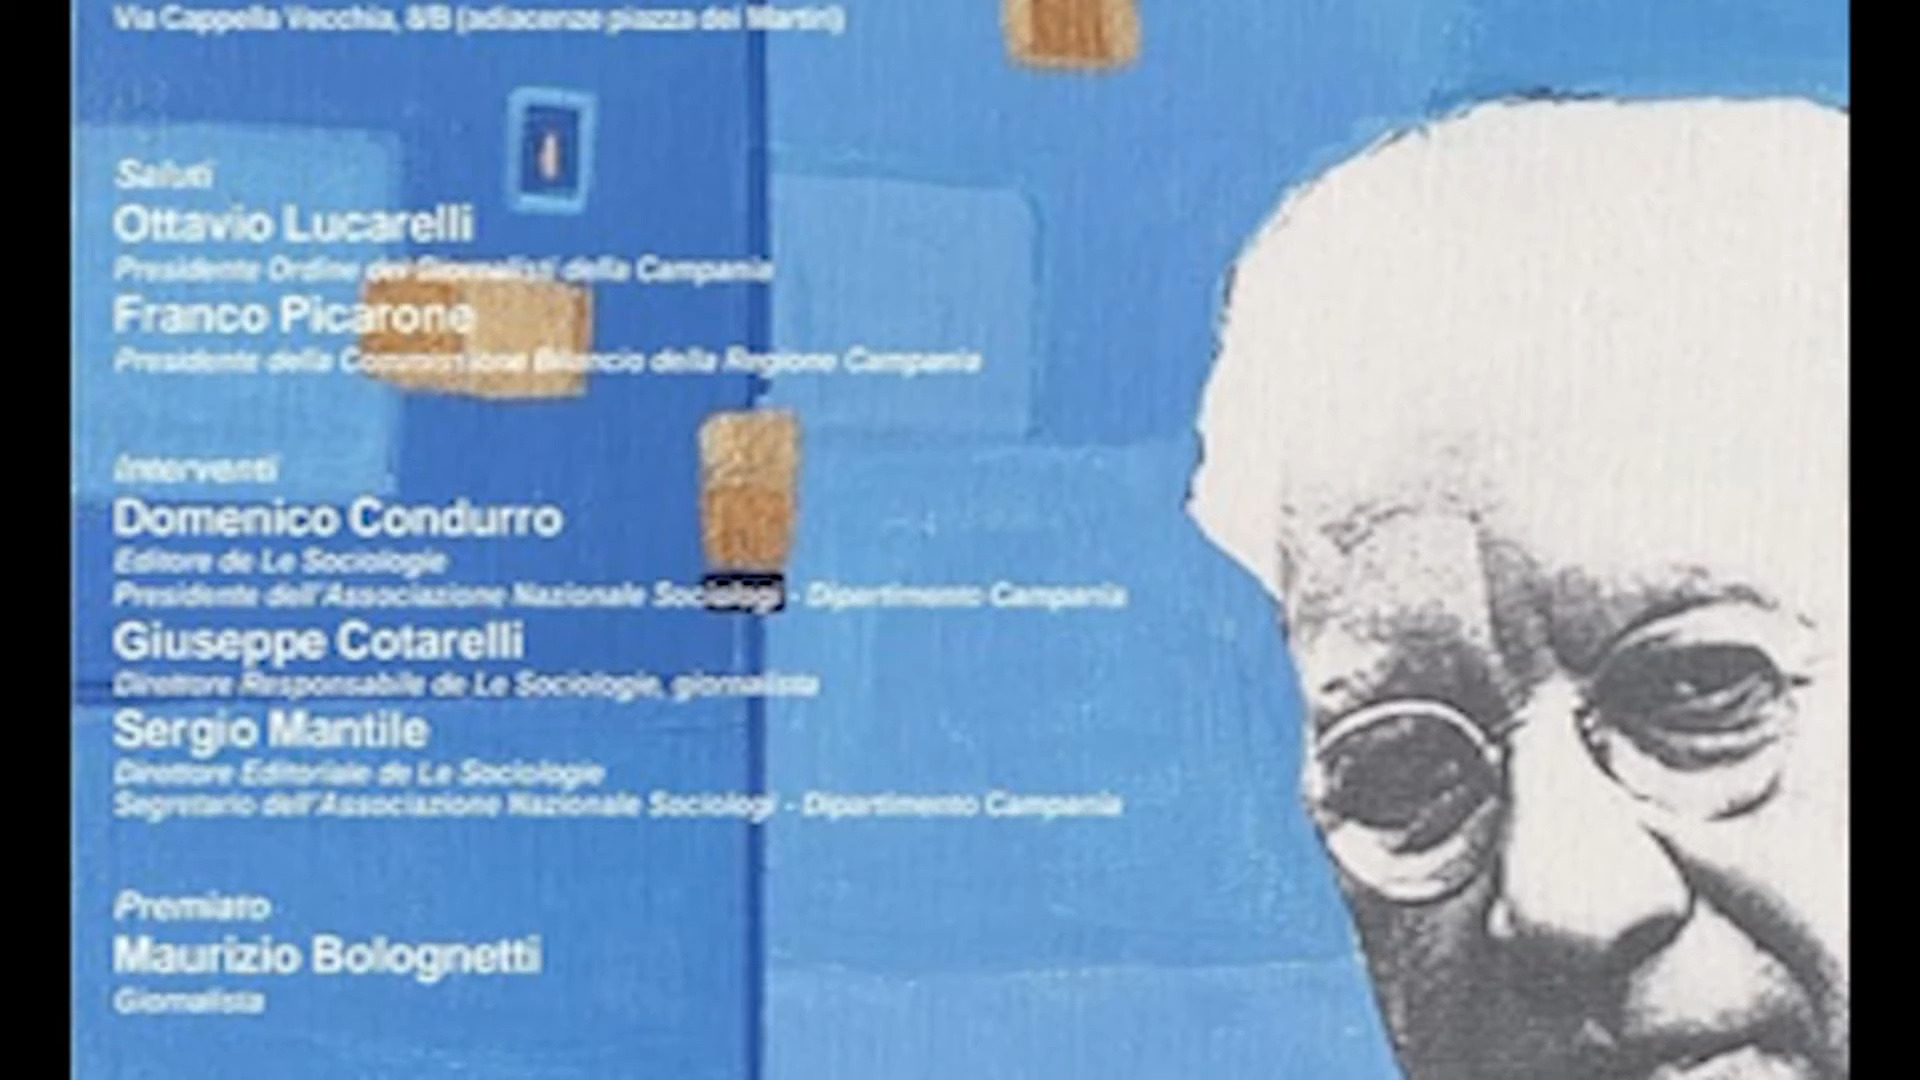 Via Cappella Vecchia, 8/B (adiacenze piazza dei Martiri)
Saluti
Ottavio Lucarelli
Presidente Ordine dei Giornalisti della Campania
Franco Picarone
Presidente della Commissione Bilancio della Regione Campania
Interventi
Domenico Condurro
Editore de Le Sociologie
Presidente dell'Associazione Nazionale Sociologi - Dipartimento Campania
Giuseppe Cotarelli
Direttore Responsabile de Le Sociologie, giornalista
Sergio Mantile
Direttore Editoriale de Le Sociologie
Segretario dell'Associazione Nazionale Sociologi - Dipartimento Campania
Premiato
Maurizio Bolognetti
Giornalista